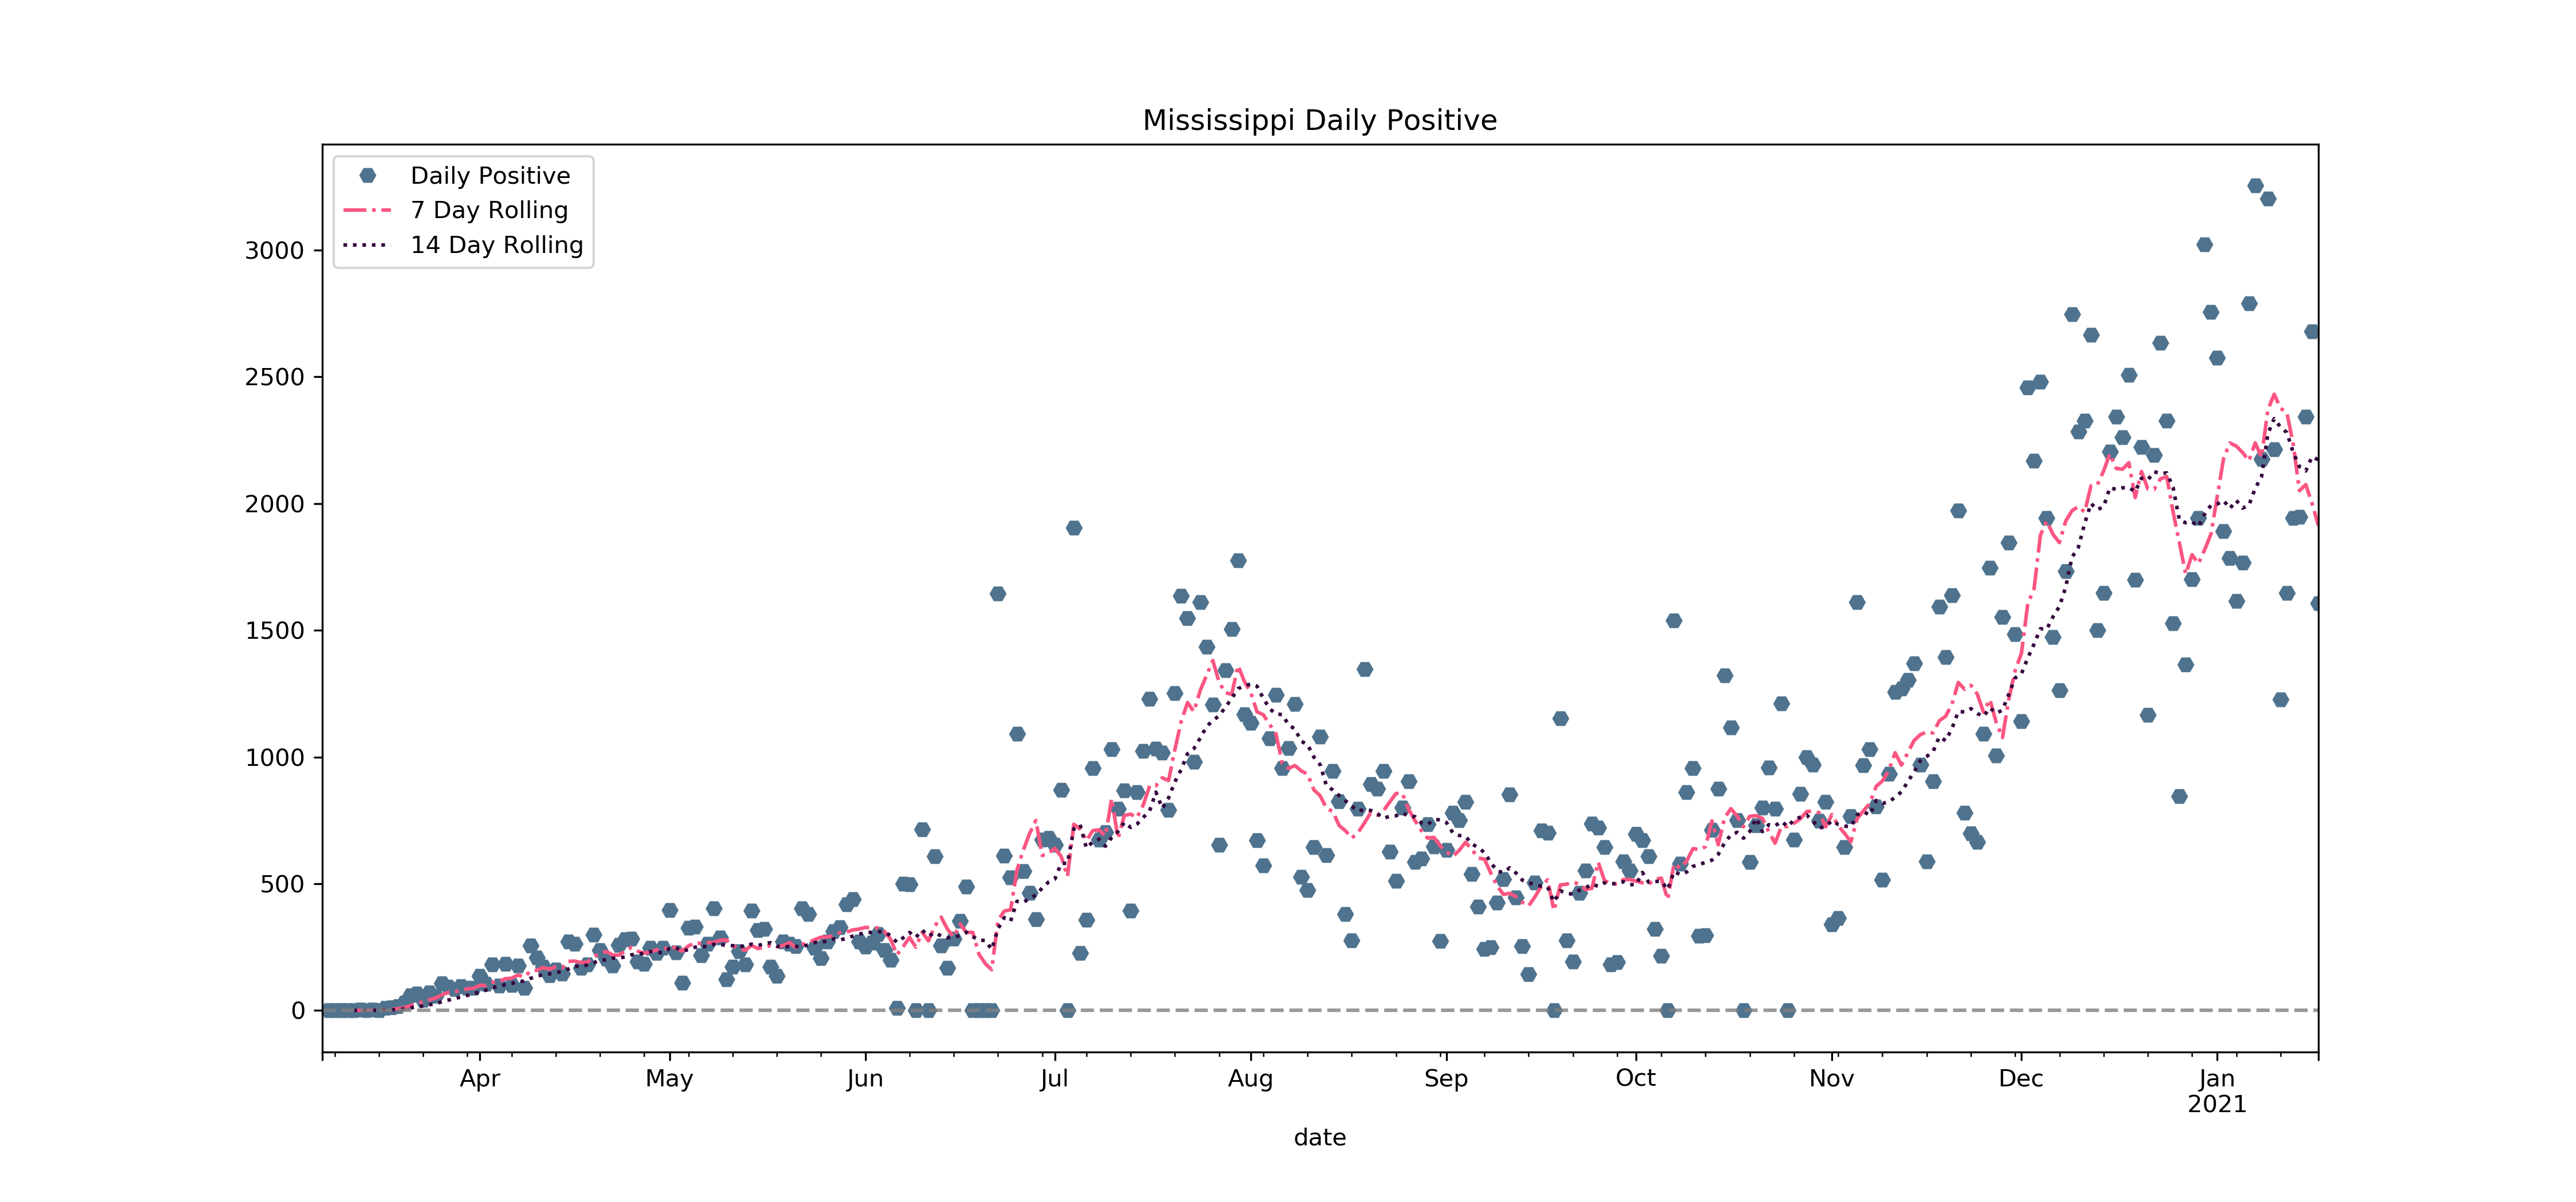 Mississippi Daily Positive
Daily Positive
7 Day Rolling
14 Day Rolling
3000
2500
2000
1500
1000
500
0
Apr May Jun Jul Aug Sep Oct Nov Dec Jan
2021
date